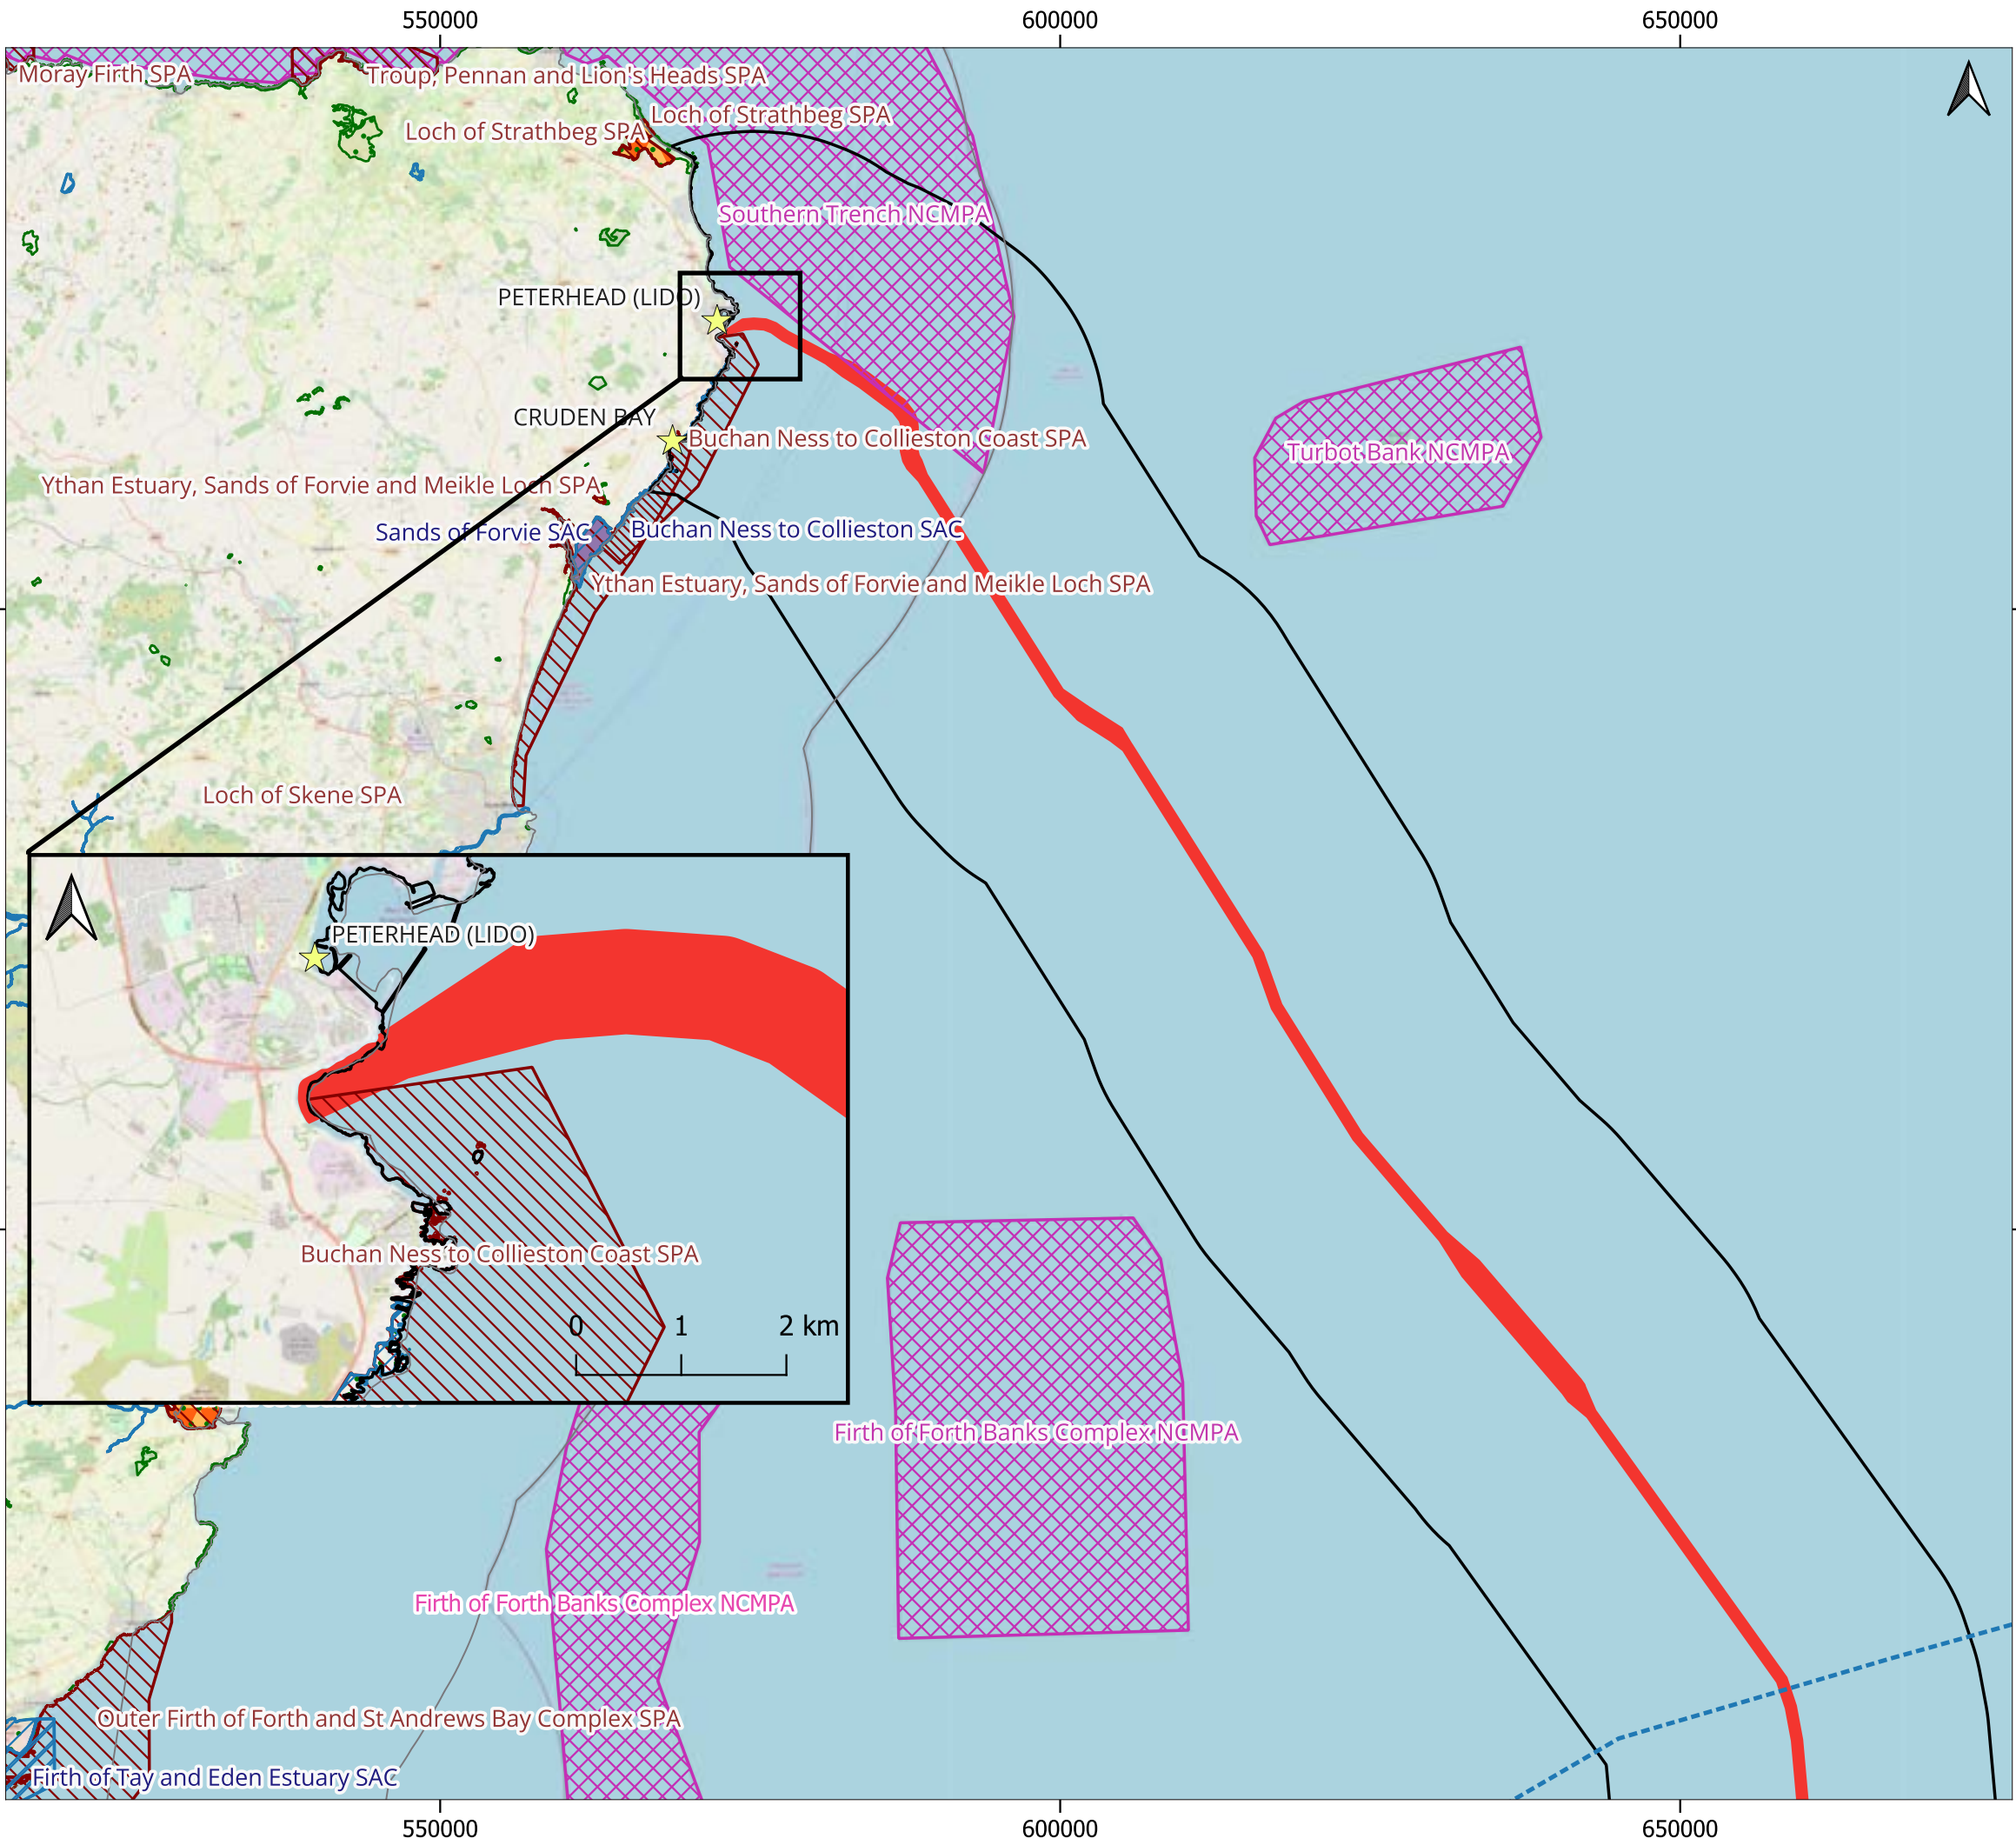 550000
600000
650000
Moray Firth SPA
Troup, Pennan and Lion's Heads SPA
Loch of Strathbeg SPA
Loch of Strathbeg SPA
Southern Trench NCMPA
PETERHEAD (LIDO)
CRUDEN BAY
Buchan Ness to Collieston Coast SPA
Turbot Bank NCMPA
Ythan Estuary, Sands of Forvie and Meikle Loch SPA
Sands of Forvie SAC
Buchan Ness to Collieston SAC
Ythan Estuary, Sands of Forvie and Meikle Loch SPA
Loch of Skene SPA
PETERHEAD (LIDO)
Buchan Ness to Collieston Coast SPA
0
1
2 km
Firth of Forth Banks Complex NCMPA
Firth of Forth Banks Complex NCMPA
Outer Firth of Forth and St Andrews Bay Complex SPA
Firth of Tay and Eden Estuary SAC
550000
600000
650000